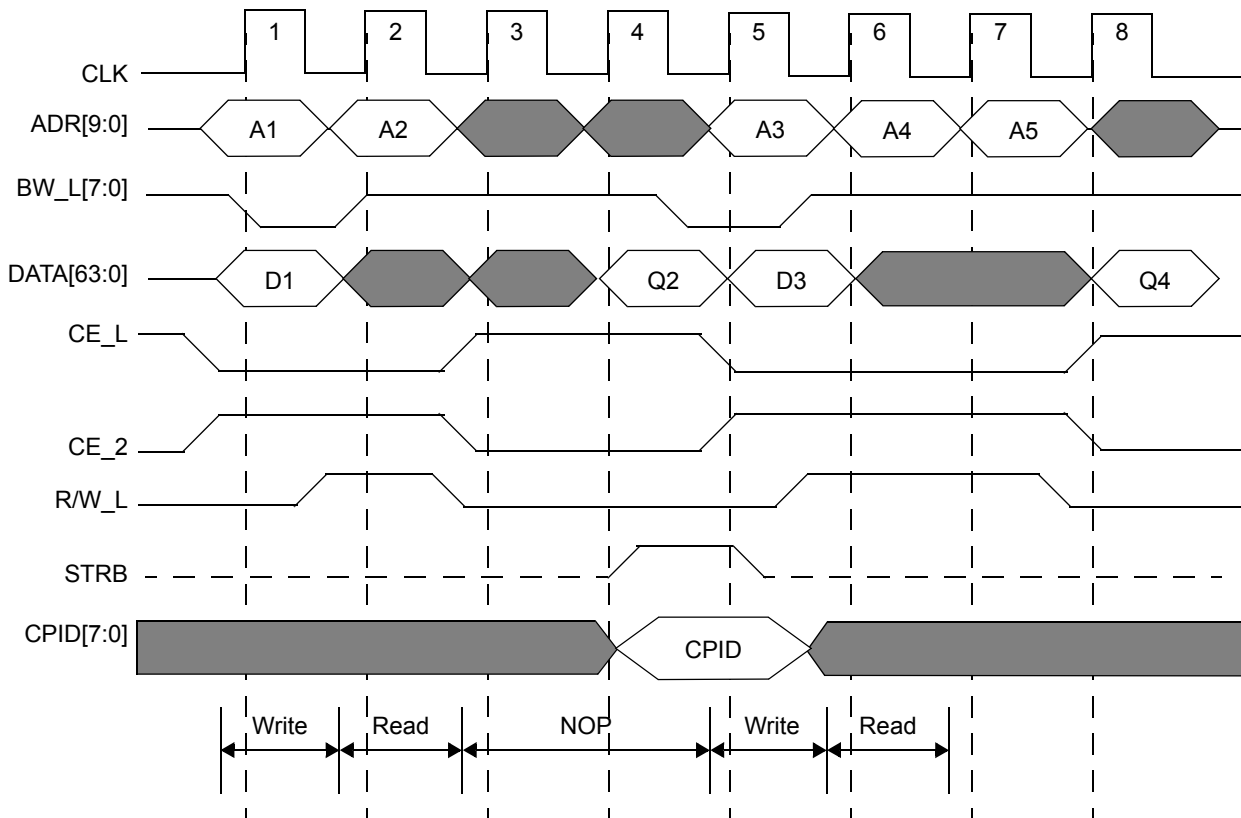 1 2 3 4 5 6 7 8
CLK
ADR[9:0] A1 A2 A3 A4 A5
BW_L[7:0]
DATA[63:0] D1 Q2 D3 Q4
CE_L
CE_2
R/W_L
STRB
CPID[7:0] CPID
Write Read NOP Write Read